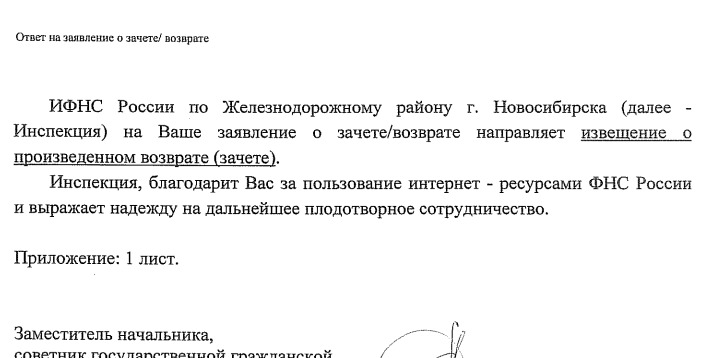 Ответ на заявление о зачете/ возврате
ИФНС России по Железнодорожному району г. Новосибирска (далее -
Инспекция) на Ваше заявление о зачете/возврате направляет извещение о
произведенном возврате (зачете).
Инспекция, благодарит Вас за пользование интернет - ресурсами ФНС России
и выражает надежду на дальнейшее плодотворное сотрудничество.
Приложение: 1 лист.
Заместитель начальника,
советник государственной гражданской